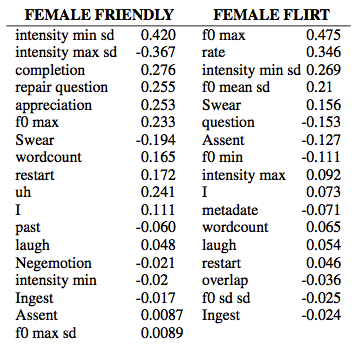 FEMALE FRIENDLY FEMALE FLIRT
intensity min sd 0.420 f0 max 0.475
intensity max sd -0.367 rate 0.346
completion 0.276 intensity min sd 0.269
repair question 0.255 f0 mean sd 0.21
appreciation 0.253 Swear 0.156
f0 max 0.233 question -0.153
Swear -0.194 Assent -0.127
wordcount 0.165 f0 min -0.111
restart 0.172 intensity max 0.092
uh 0.241 I 0.073
I 0.111 metadate -0.071
past -0.060 wordcount 0.065
laugh 0.048 laugh 0.054
Negemotion -0.021 restart 0.046
intensity min -0.02 overlap -0.036
Ingest -0.017 f0 sd sd -0.025
Assent 0.0087 Ingest -0.024
f0 max sd 0.0089